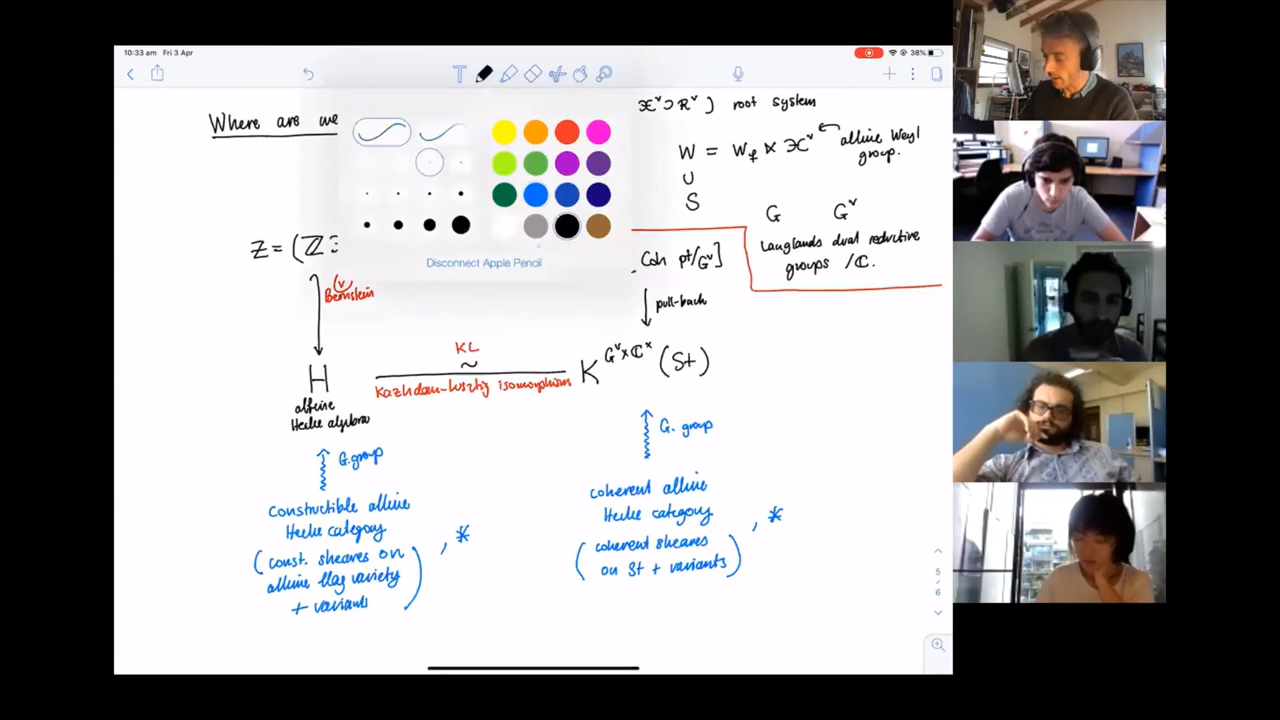 10:33 am Fri 3 Apr
38%
T
Where are we
X^v ⊃ R^v ) root system
W = W_f ⋉ X^v
affine Weyl
group.
∪
S
G G^v
Langlands dual reductive
groups /ℂ.
Z = (ℤ
Coh pt/G^v]
Disconnect Apple Pencil
(v)
Bernstein
pull-back
KL
~
H
K^{G^v×ℂ^×} (St)
Kazhdan-Lusztig isomorphism
affine
Hecke algebra
G. group
G. group
constructible affine
Hecke category
(const. sheaves on
affine flag variety
+ variants) , *
coherent affine
Hecke category
(coherent sheaves
on St + variants) , *
5
/
6